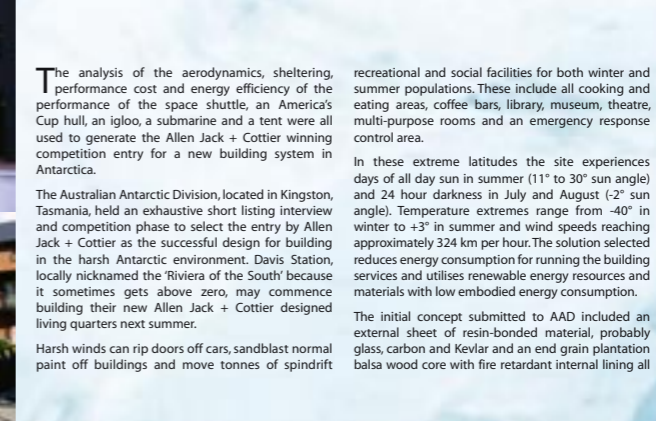 The analysis of the aerodynamics, sheltering,
performance cost and energy efficiency of the
performance of the space shuttle, an America's
Cup hull, an igloo, a submarine and a tent were all
used to generate the Allen Jack + Cottier winning
competition entry for a new building system in
Antarctica.
The Australian Antarctic Division, located in Kingston,
Tasmania, held an exhaustive short listing interview
and competition phase to select the entry by Allen
Jack + Cottier as the successful design for building
in the harsh Antarctic environment. Davis Station,
locally nicknamed the 'Riviera of the South' because
it sometimes gets above zero, may commence
building their new Allen Jack + Cottier designed
living quarters next summer.
Harsh winds can rip doors off cars, sandblast normal
paint off buildings and move tonnes of spindrift
recreational and social facilities for both winter and
summer populations. These include all cooking and
eating areas, coffee bars, library, museum, theatre,
multi-purpose rooms and an emergency response
control area.
In these extreme latitudes the site experiences
days of all day sun in summer (11° to 30° sun angle)
and 24 hour darkness in July and August (-2° sun
angle). Temperature extremes range from -40° in
winter to +3° in summer and wind speeds reaching
approximately 324 km per hour. The solution selected
reduces energy consumption for running the building
services and utilises renewable energy resources and
materials with low embodied energy consumption.
The initial concept submitted to AAD included an
external sheet of resin-bonded material, probably
glass, carbon and Kevlar and an end grain plantation
balsa wood core with fire retardant internal lining all